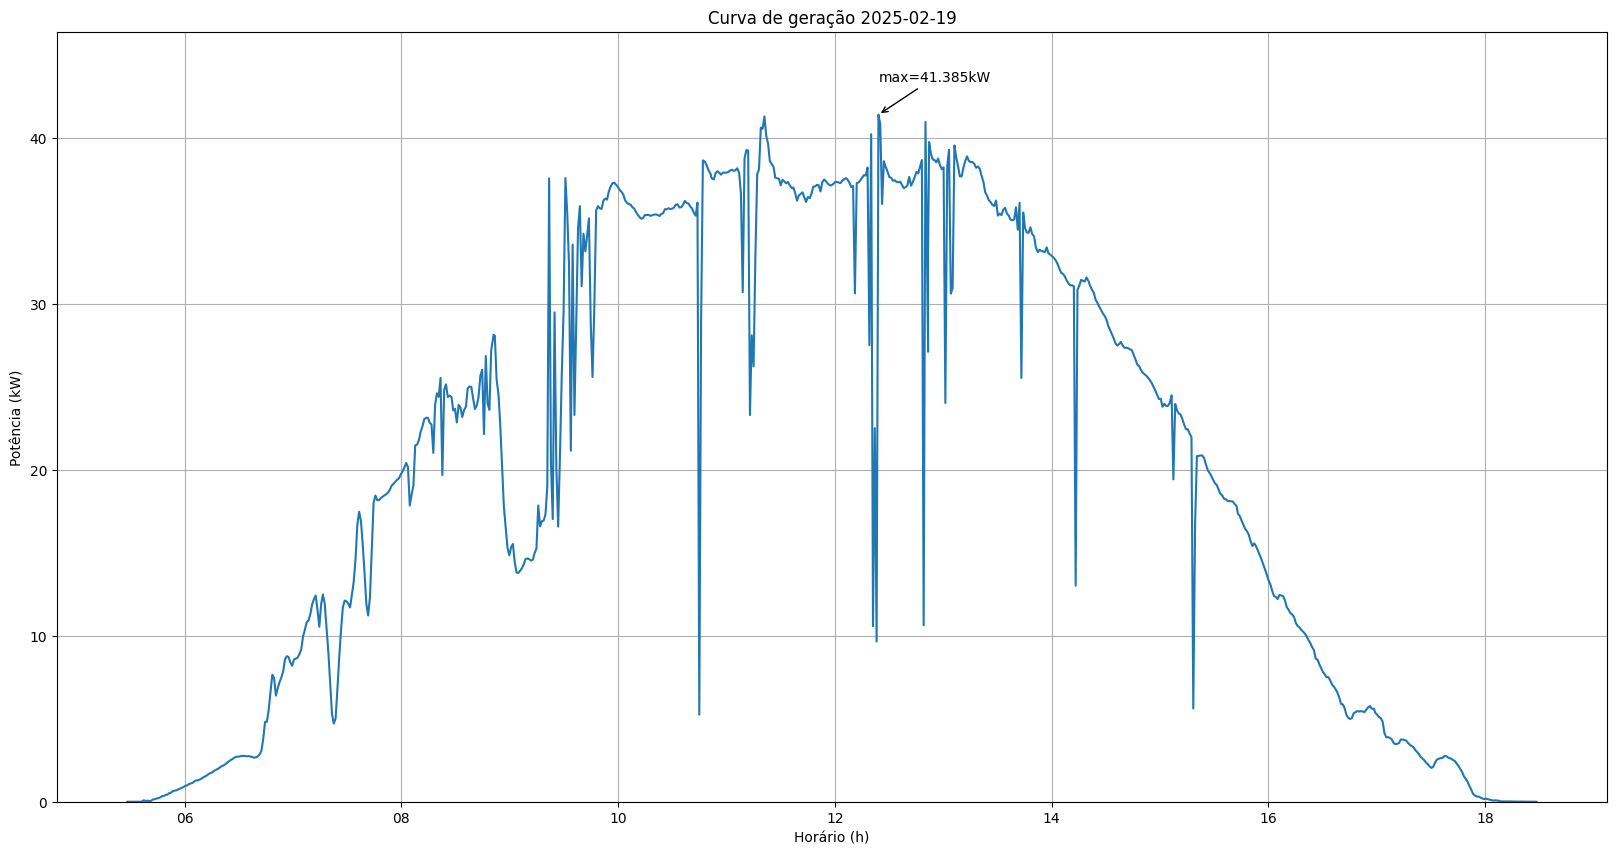 Curva de geração 2025-02-19
max=41.385kW
Potência (kW)
40
30
20
10
0
06 08 10 12 14 16 18
Horário (h)